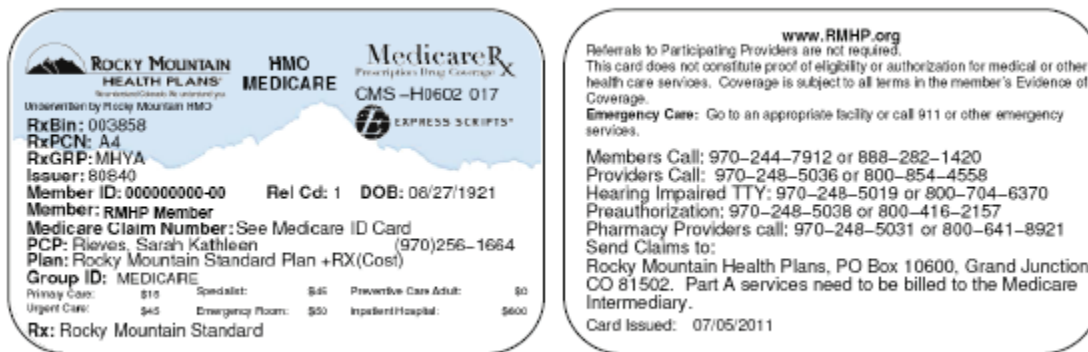 ROCKY MOUNTAIN
HEALTH PLANS®
HMO
MEDICARE
MedicareRx
Prescription Drug Coverage
CMS -H0602 017
EXPRESS SCRIPTS®
Underwritten by Rocky Mountain HMO
RxBin: 003858
RxPCN: A4
RxGRP: MHYA
Issuer: 80840
Member ID: 000000000-00 Rel Cd: 1 DOB: 08/27/1921
Member: RMHP Member
Medicare Claim Number: See Medicare ID Card
PCP: Rieves, Sarah Kathleen (970)256-1664
Plan: Rocky Mountain Standard Plan +RX(Cost)
Group ID: MEDICARE
Primary Care: $15 Specialist: $45 Preventive Care Adult: $0
Urgent Care: $45 Emergency Room: $50 Inpatient Hospital: $600
Rx: Rocky Mountain Standard
www.RMHP.org
Referrals to Participating Providers are not required.
This card does not constitute proof of eligibility or authorization for medical or other
health care services. Coverage is subject to all terms in the member's Evidence of
Coverage.
Emergency Care: Go to an appropriate facility or call 911 or other emergency
services.
Members Call: 970-244-7912 or 888-282-1420
Providers Call: 970-248-5036 or 800-854-4558
Hearing Impaired TTY: 970-248-5019 or 800-704-6370
Preauthorization: 970-248-5038 or 800-416-2157
Pharmacy Providers call: 970-248-5031 or 800-641-8921
Send Claims to:
Rocky Mountain Health Plans, PO Box 10600, Grand Junction
CO 81502. Part A services need to be billed to the Medicare
Intermediary.
Card Issued: 07/05/2011